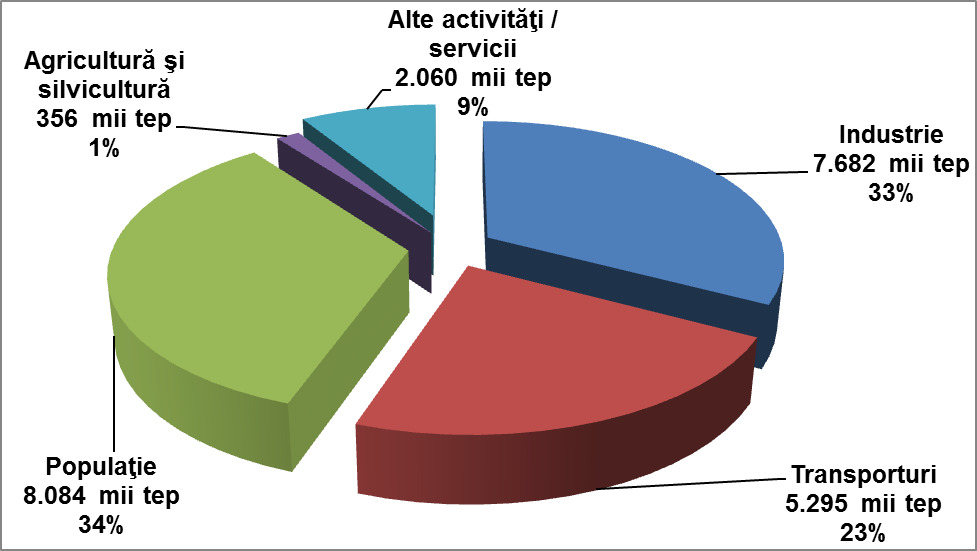 Alte activităţi /
servicii
2.060 mii tep
9%
Agricultură şi
silvicultură
356 mii tep
1%
Industrie
7.682 mii tep
33%
Populaţie
8.084 mii tep
34%
Transporturi
5.295 mii tep
23%